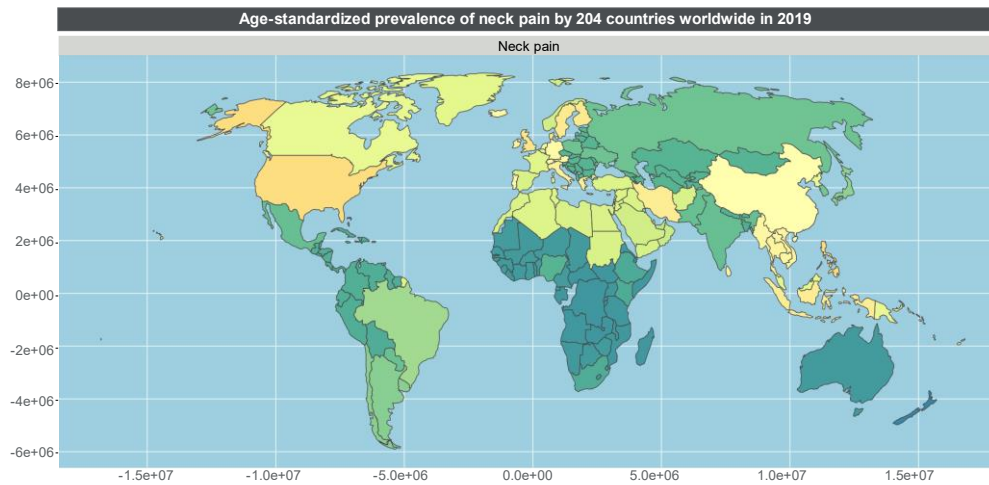 Age-standardized prevalence of neck pain by 204 countries worldwide in 2019
Neck pain
8e+06
6e+06
4e+06
2e+06
0e+00
-2e+06
-4e+06
-6e+06
-1.5e+07 -1.0e+07 -5.0e+06 0.0e+00 5.0e+06 1.0e+07 1.5e+07